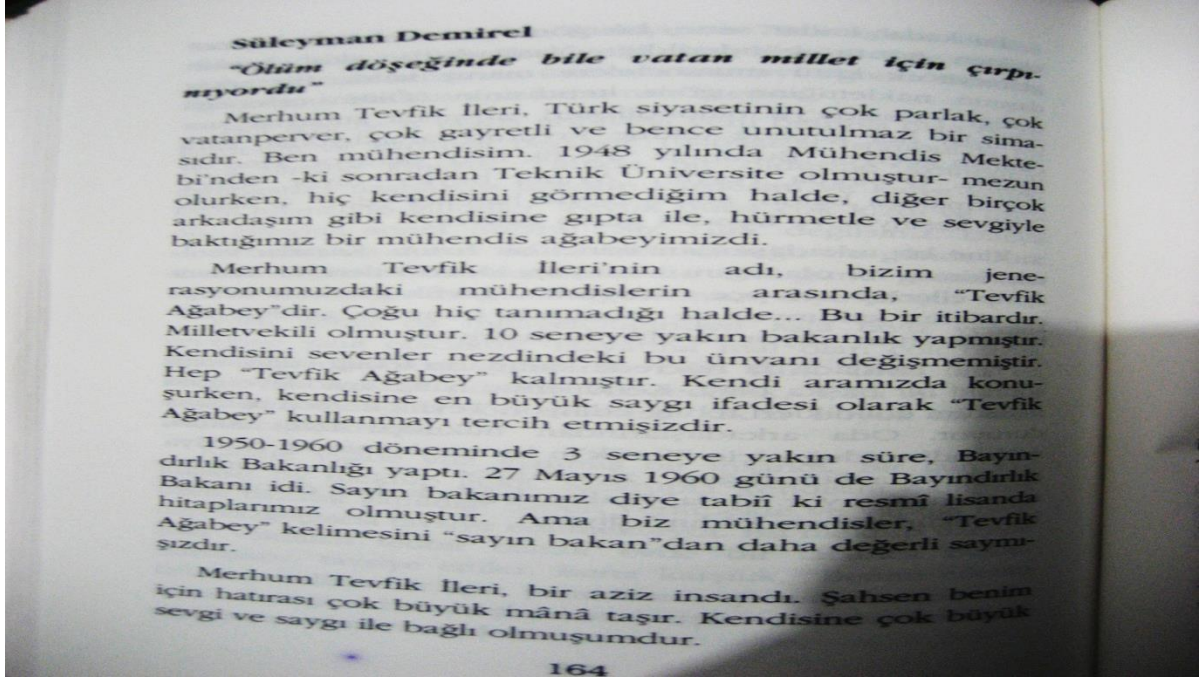 Süleyman Demirel
"Ölüm döşeğinde bile vatan millet için çırpı-
nıyordu"
Merhum Tevfik İleri, Türk siyasetinin çok parlak, çok
vatanperver, çok gayretli ve bence unutulmaz bir sima-
sıdır. Ben mühendisim. 1948 yılında Mühendis Mekte-
bi'nden -ki sonradan Teknik Üniversite olmuştur- mezun
olurken, hiç kendisini görmediğim halde, diğer birçok
arkadaşım gibi kendisine gıpta ile, hürmetle ve sevgiyle
baktığımız bir mühendis ağabeyimizdi.
Merhum Tevfik İleri'nin adı, bizim jene-
rasyonumuzdaki mühendislerin arasında, "Tevfik
Ağabey"dir. Çoğu hiç tanımadığı halde... Bu bir itibardır.
Milletvekili olmuştur. 10 seneye yakın bakanlık yapmıştır.
Kendisini sevenler nezdindeki bu ünvanı değişmemiştir.
Hep "Tevfik Ağabey" kalmıştır. Kendi aramızda konu-
şurken, kendisine en büyük saygı ifadesi olarak "Tevfik
Ağabey" kullanmayı tercih etmişizdir.
1950-1960 döneminde 3 seneye yakın süre, Bayın-
dırlık Bakanlığı yaptı. 27 Mayıs 1960 günü de Bayındırlık
Bakanı idi. Sayın bakanımız diye tabiî ki resmî lisanda
hitaplarımız olmuştur. Ama biz mühendisler, "Tevfik
Ağabey" kelimesini "sayın bakan"dan daha değerli saymı-
şızdır.
Merhum Tevfik İleri, bir aziz insandı. Şahsen benim
için hatırası çok büyük mânâ taşır. Kendisine çok büyük
sevgi ve saygı ile bağlı olmuşumdur.
164